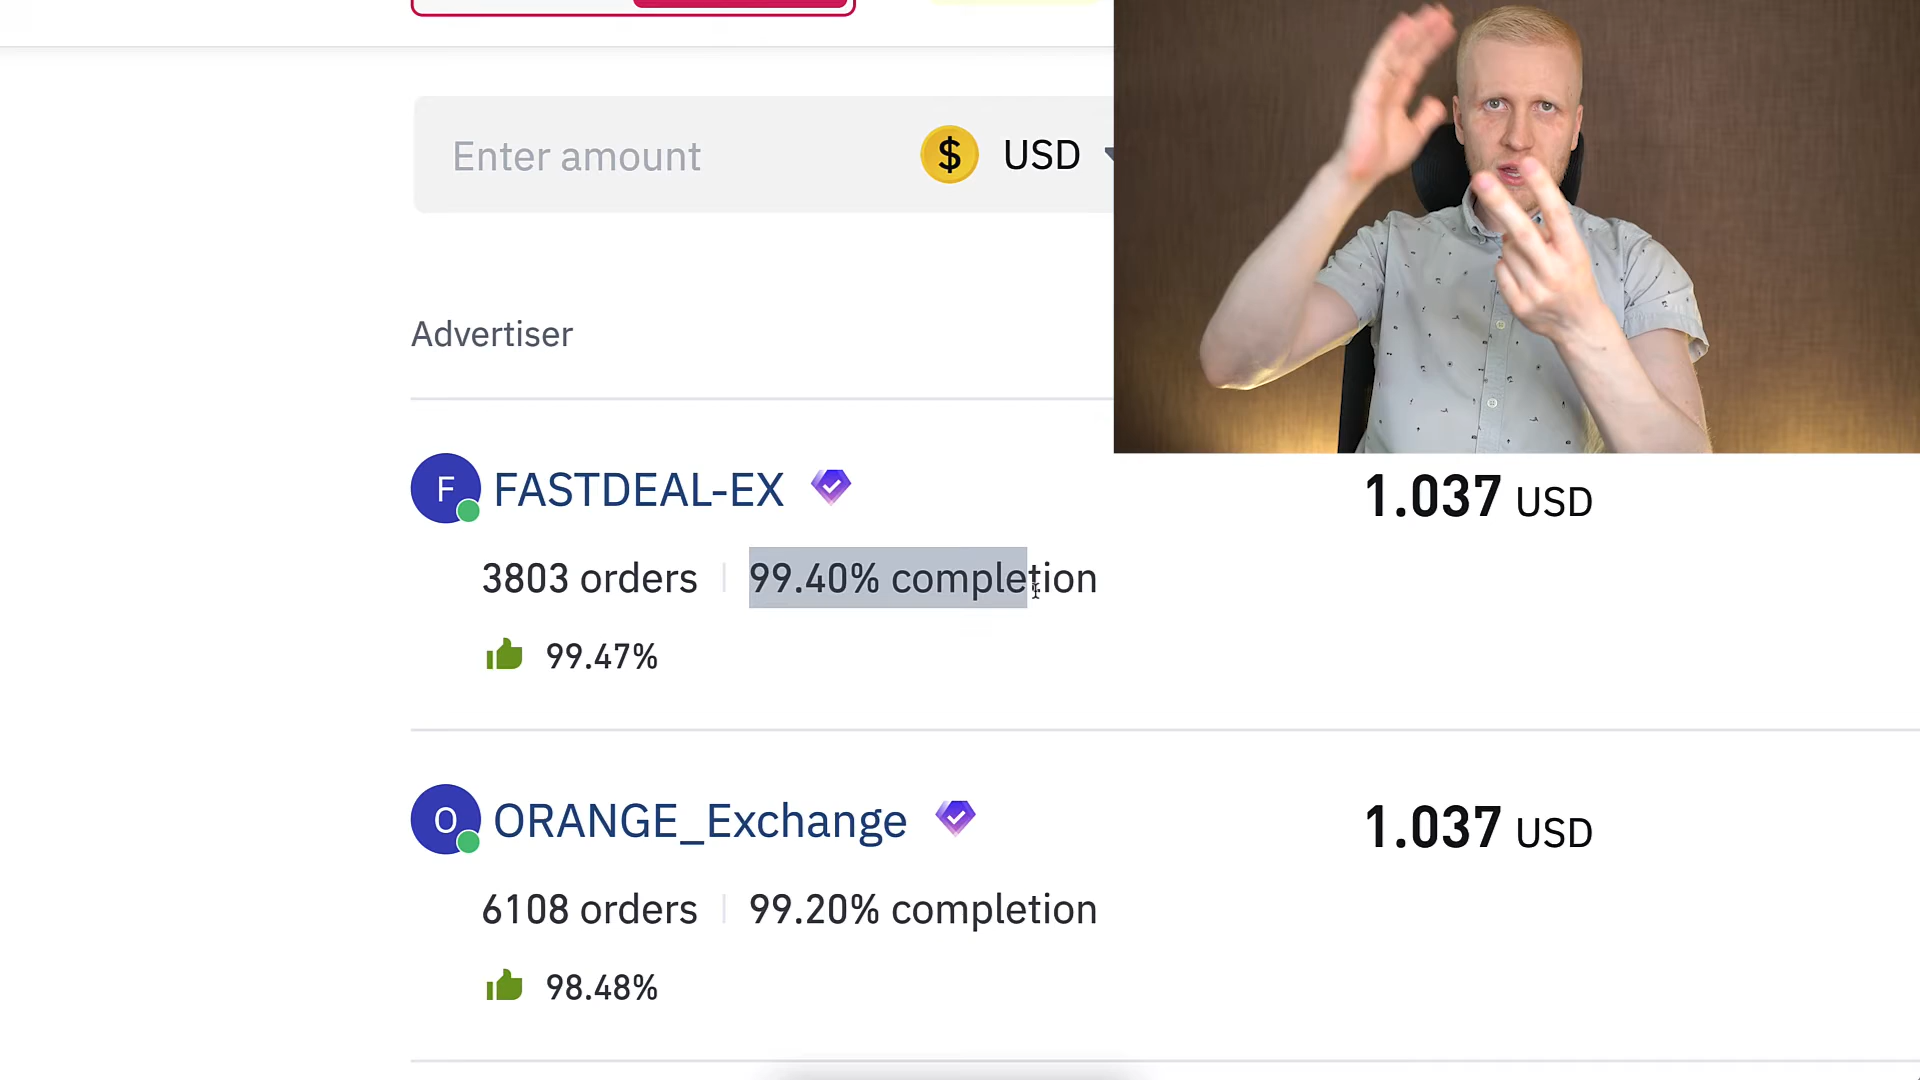 Enter amount
$ USD
Advertiser
F FASTDEAL-EX
1.037 USD
3803 orders | 99.40% completion
99.47%
O ORANGE_Exchange
1.037 USD
6108 orders | 99.20% completion
98.48%